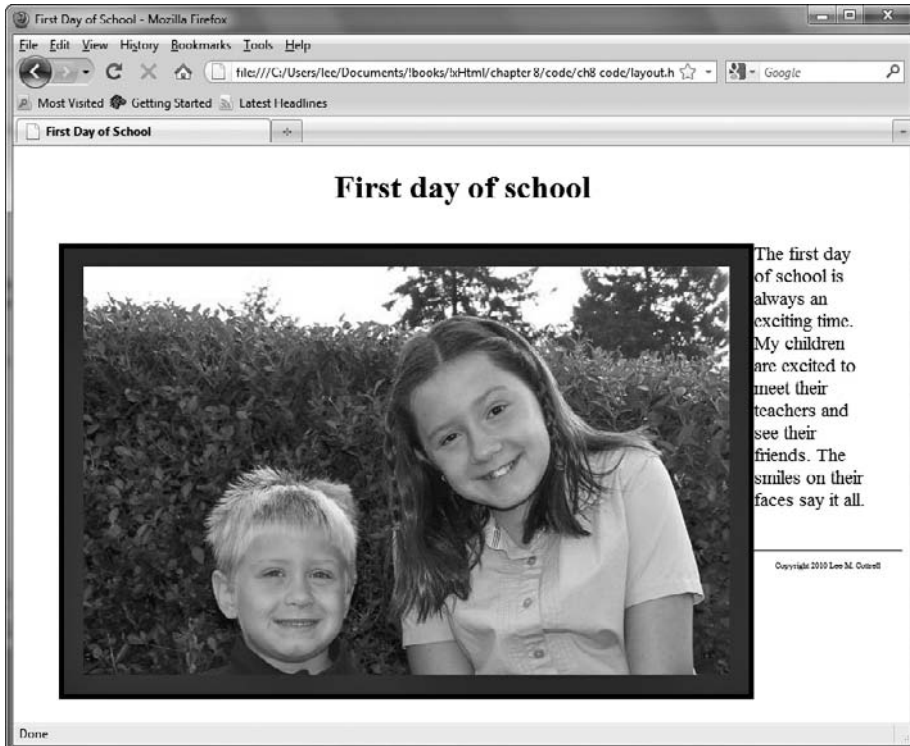 First Day of School - Mozilla Firefox
File Edit View History Bookmarks Tools Help
file:///C:/Users/lee/Documents/!books/!xHtml/chapter 8/code/ch8 code/layout.h
Google
Most Visited Getting Started Latest Headlines
First Day of School
First day of school
The first day
of school is
always an
exciting time.
My children
are excited to
meet their
teachers and
see their
friends. The
smiles on their
faces say it all.
Copyright 2010 Lee M. Cottrell
Done